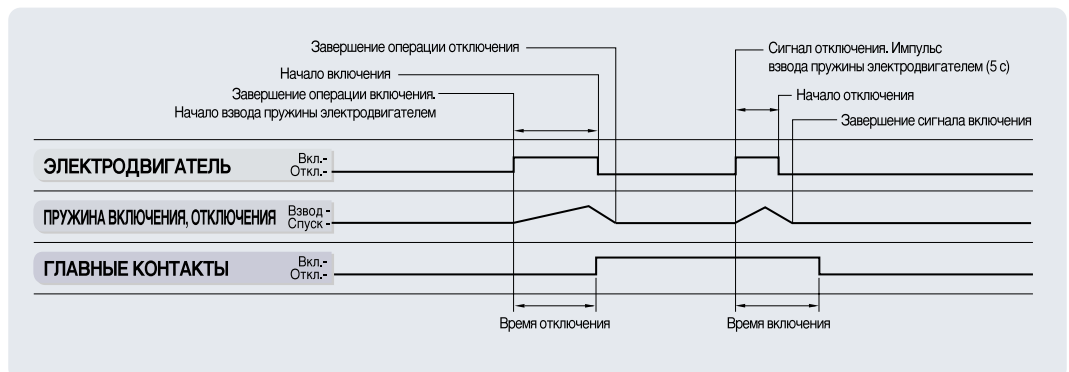 Завершение операции отключения
Начало включения
Завершение операции включения.
Начало взвода пружины электродвигателем
Сигнал отключения. Импульс
взвода пружины электродвигателем (5 с)
Начало отключения
Завершение сигнала включения
ЭЛЕКТРОДВИГАТЕЛЬ Вкл.-
Откл.-
ПРУЖИНА ВКЛЮЧЕНИЯ, ОТКЛЮЧЕНИЯ Взвод -
Спуск -
ГЛАВНЫЕ КОНТАКТЫ Вкл.-
Откл.-
Время отключения
Время включения